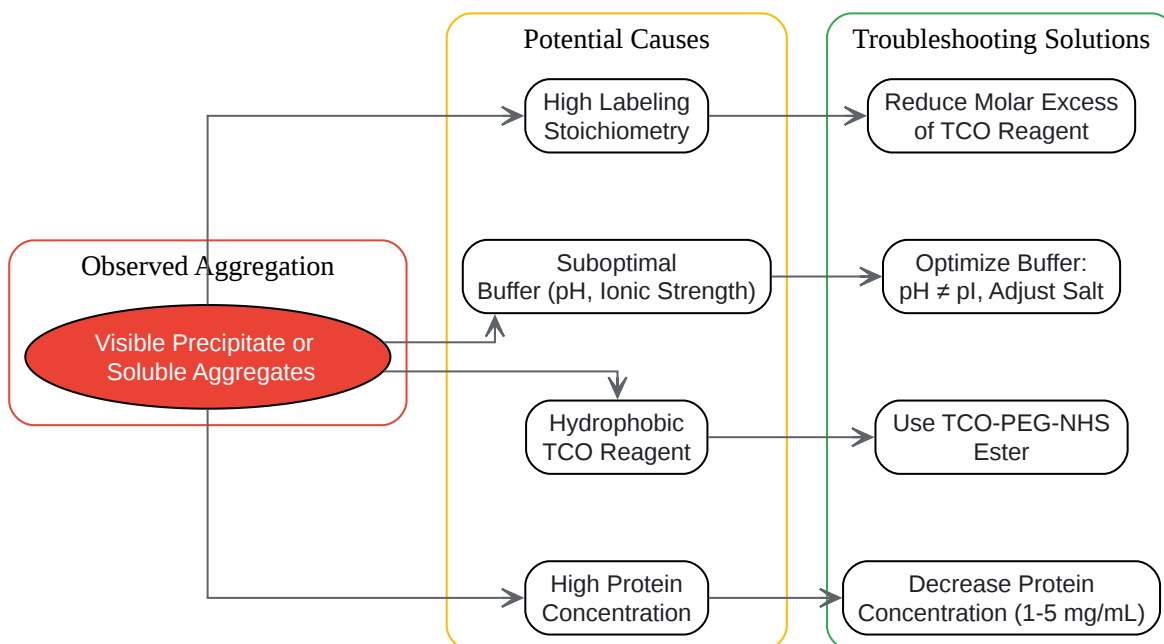 Potential Causes
Troubleshooting Solutions
High Labeling
Stoichiometry
Reduce Molar Excess
of TCO Reagent
Observed Aggregation
Visible Precipitate or
Soluble Aggregates
Suboptimal
Buffer (pH, Ionic Strength)
Optimize Buffer:
pH ≠ pI, Adjust Salt
Hydrophobic
TCO Reagent
Use TCO-PEG-NHS
Ester
High Protein
Concentration
Decrease Protein
Concentration (1-5 mg/mL)